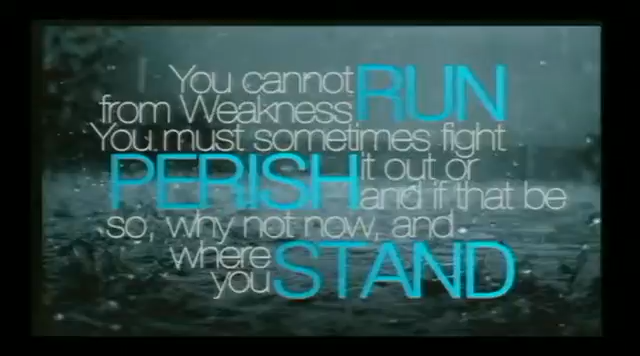 You cannot RUN
from Weakness
You must sometimes fight
PERISH it out or
and if that be
so, why not now, and
where
you STAND